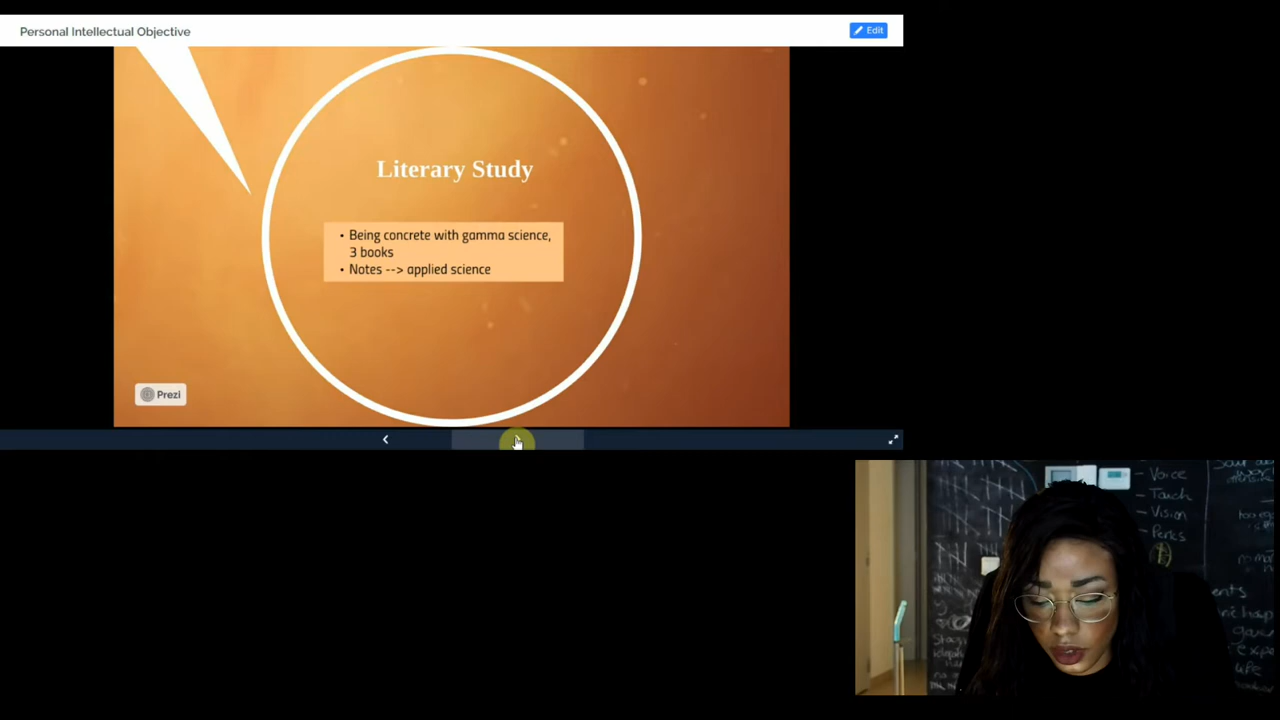 Personal Intellectual Objective
Edit
Literary Study
• Being concrete with gamma science,
3 books
• Notes --> applied science
Prezi
- Voice
- Touch
- Vision
- Perks
life